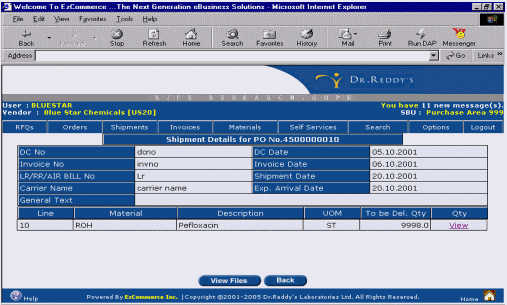 Welcome To EzCommerce ...The Next Generation eBusiness Solutions - Microsoft Internet Explorer
File Edit View Favorites Tools Help
Back Forward Stop Refresh Home Search Favorites History Mail Print Run DAP Messenger
Address Go Links »
DR.REDDY'S
LIFE. RESEARCH. HOPE
User : BLUESTAR You have 11 new message(s).
Vendor : Blue Star Chemicals [US20] SBU : Purchase Area 999
RFQs Orders Shipments Invoices Materials Self Services Search Options Logout
Shipment Details for PO No.4500000010
DC No dcno DC Date 05.10.2001
Invoice No invno Invoice Date 06.10.2001
LR/RR/AIR BILL No Lr Shipment Date 20.10.2001
Carrier Name carrier name Exp. Arrival Date 20.10.2001
General Text
Line Material Description UOM To be Del. Qty Qty
10 ROH Pefloxacin ST 9998.0 View
View Files Back
Help Powered By EzCommerce Inc. | Copyright ©2001-2005 Dr.Reddy's Laboratories Ltd. All Rights Reserved. Home